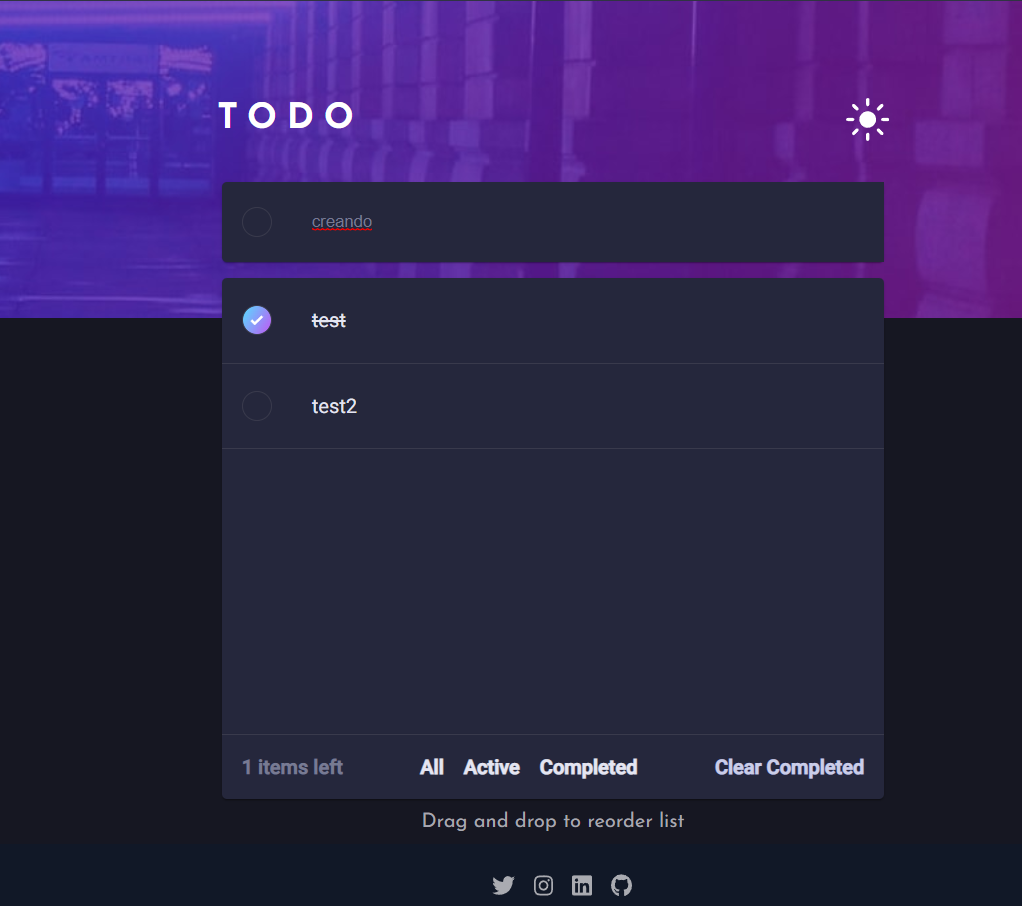 TODO
creando
test
test2
1 items left All Active Completed Clear Completed
Drag and drop to reorder list